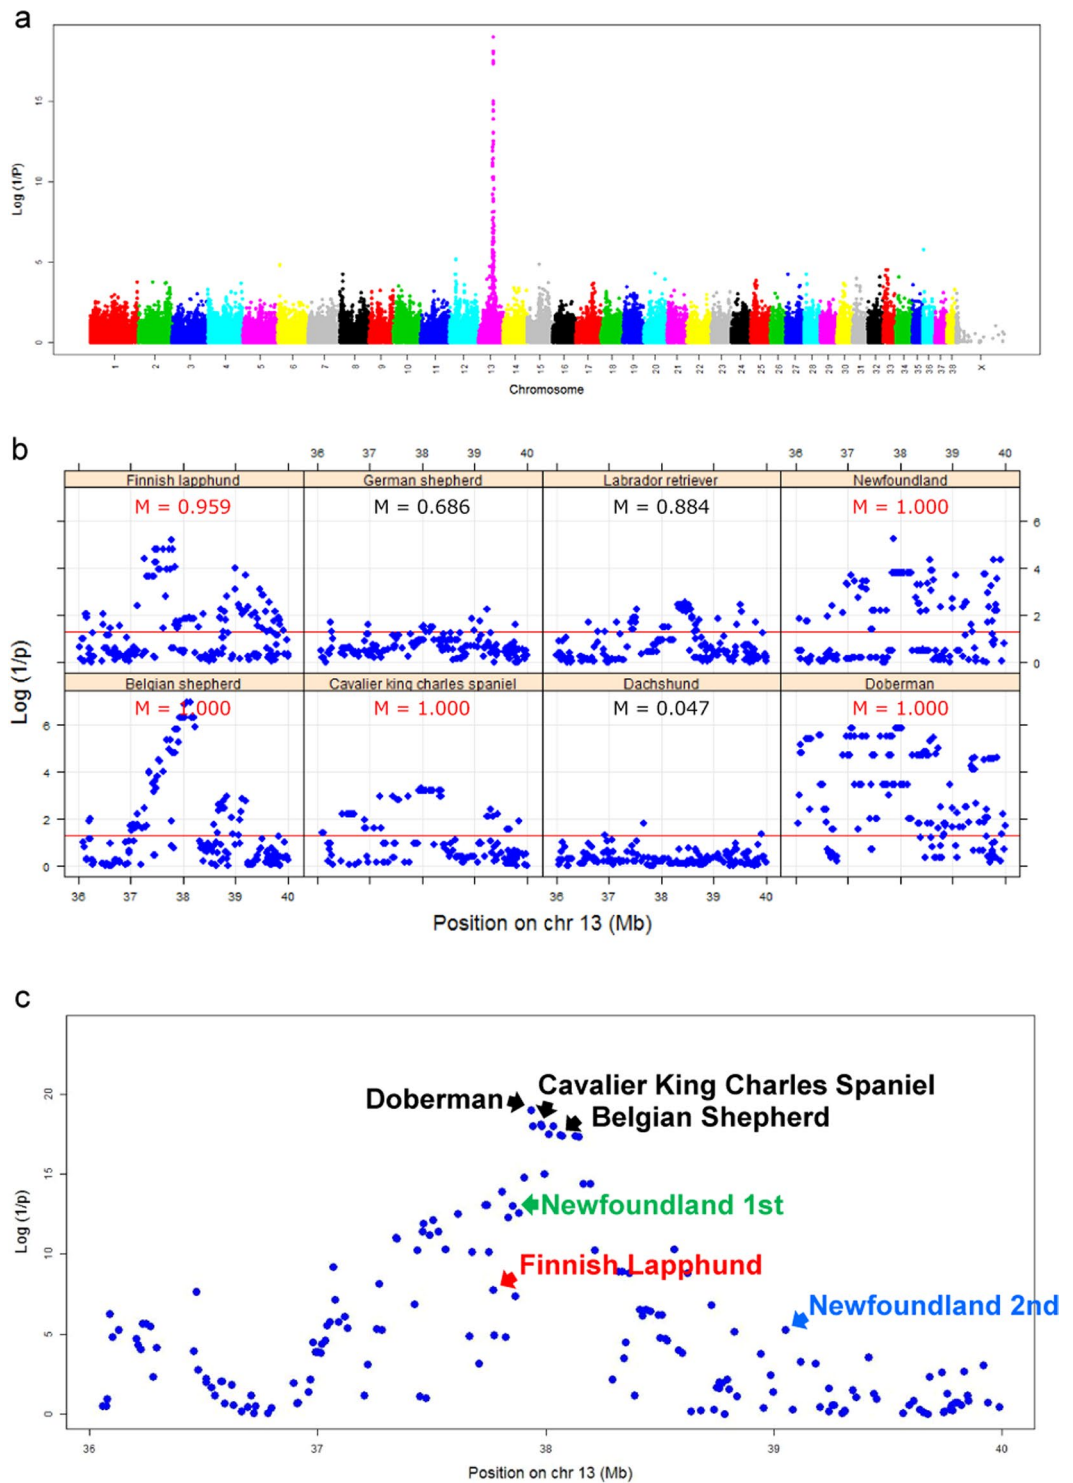 a
15
10
5
0
Log (1/P)
1 2 3 4 5 6 7 8 9 10 11 12 13 14 15 16 17 18 19 20 21 22 23 24 25 26 27 28 29 30 31 32 33 34 35 36 37 38 X
Chromosome
b
36 37 38 39 40 36 37 38 39 40
Finnish lapphund German shepherd Labrador retriever Newfoundland
M = 0.959 M = 0.686 M = 0.884 M = 1.000
6
4
2
0
Log (1/p)
Belgian shepherd Cavalier king charles spaniel Dachshund Doberman
M = 1.000 M = 1.000 M = 0.047 M = 1.000
6
4
2
0
36 37 38 39 40 36 37 38 39 40
Position on chr 13 (Mb)
c
20
15
10
5
0
Log (1/p)
Cavalier King Charles Spaniel
Doberman
Belgian Shepherd
Newfoundland 1st
Finnish Lapphund
Newfoundland 2nd
36 37 38 39 40
Position on chr 13 (Mb)